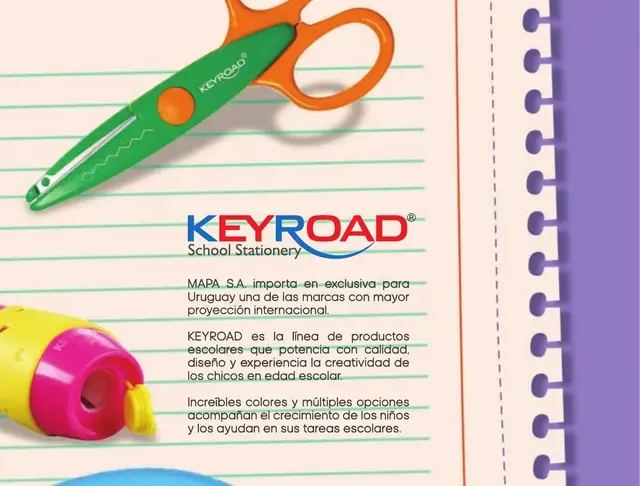 KEYROAD®
KEYROAD®
School Stationery
MAPA S.A. importa en exclusiva para
Uruguay una de las marcas con mayor
proyección internacional.
KEYROAD es la línea de productos
escolares que potencia con calidad,
diseño y experiencia la creatividad de
los chicos en edad escolar.
Increíbles colores y múltiples opciones
acompañan el crecimiento de los niños
y los ayudan en sus tareas escolares.